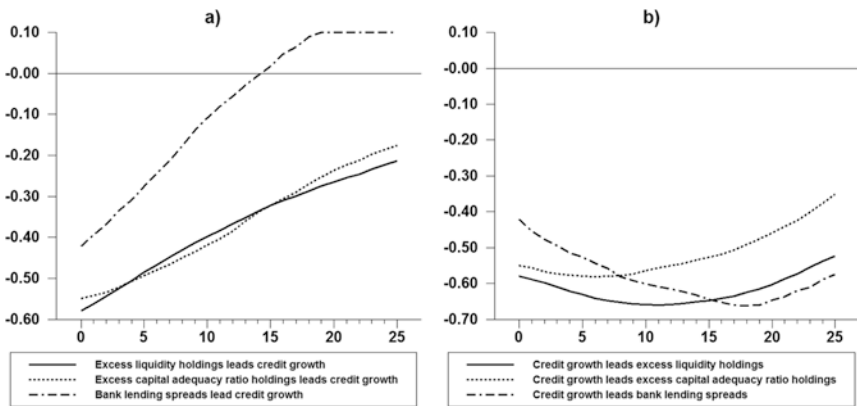 a)
0.10
-0.00
-0.10
-0.20
-0.30
-0.40
-0.50
-0.60
0 5 10 15 20 25
Excess liquidity holdings leads credit growth
Excess capital adequacy ratio holdings leads credit growth
Bank lending spreads lead credit growth
b)
0.10
-0.00
-0.10
-0.20
-0.30
-0.40
-0.50
-0.60
-0.70
0 5 10 15 20 25
Credit growth leads excess liquidity holdings
Credit growth leads excess capital adequacy ratio holdings
Credit growth leads bank lending spreads